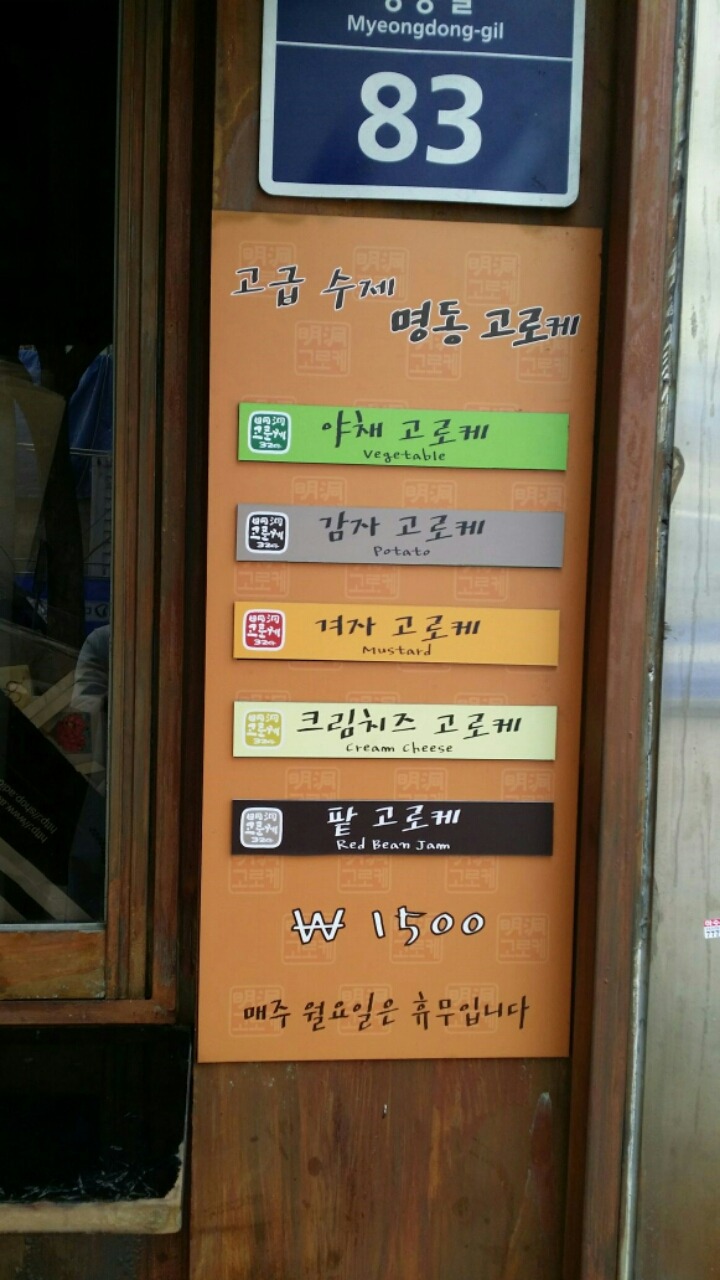 Myeongdong-gil
83
고급 수제
명동 고로케
야채 고로케
Vegetable
감자 고로케
Potato
겨자 고로케
Mustard
크림치즈 고로케
Cream Cheese
팥 고로케
Red Bean Jam
₩ 1500
매주 월요일은 휴무입니다